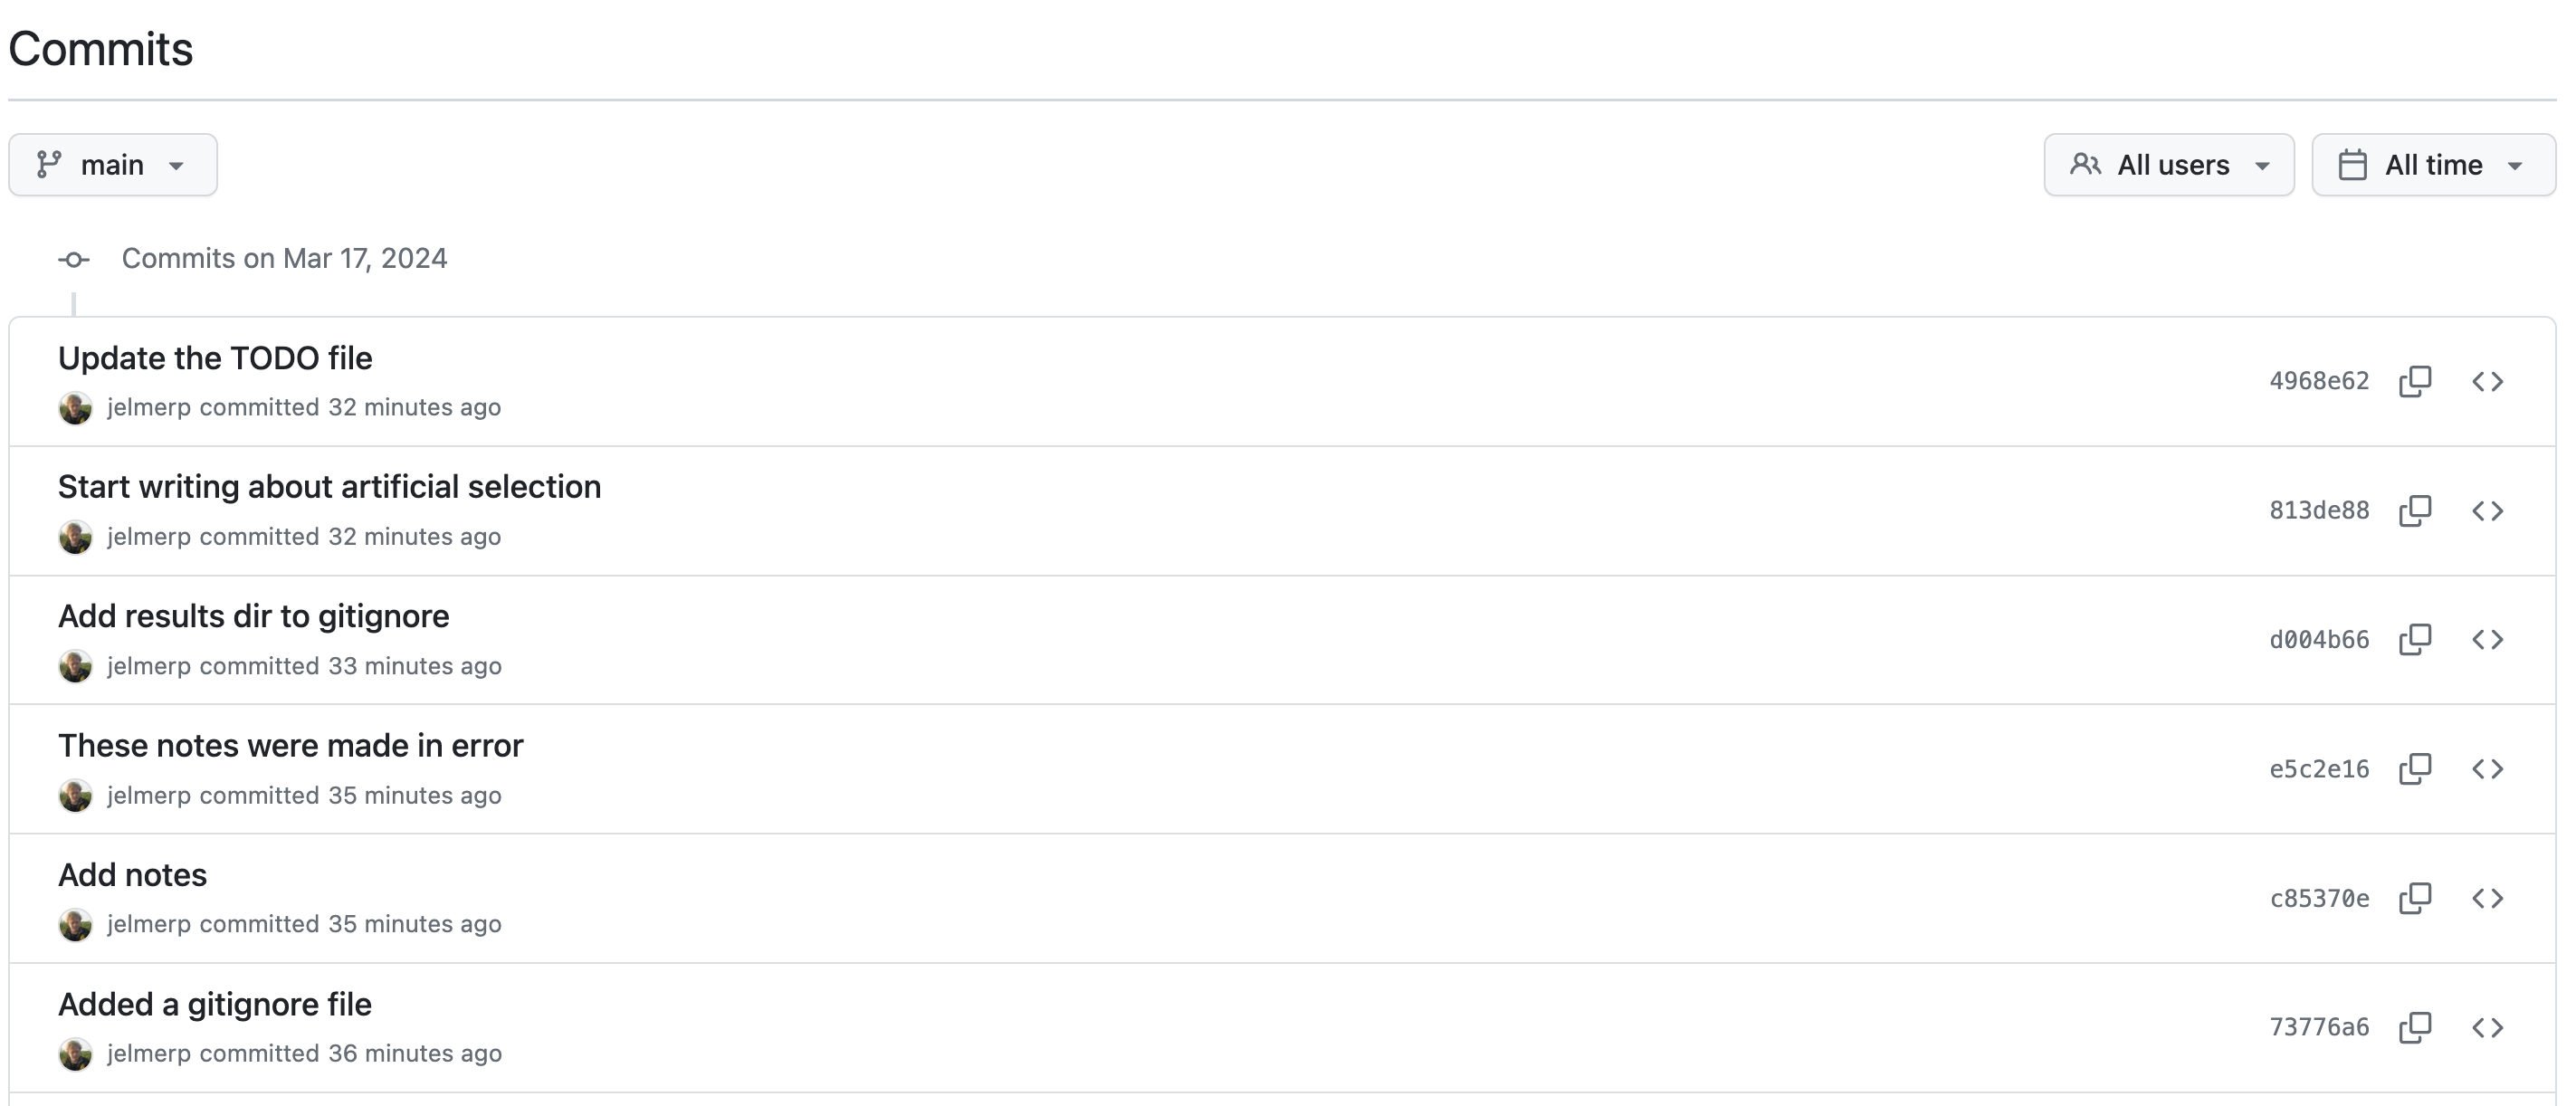 Commits
main
All users
All time
Commits on Mar 17, 2024
Update the TODO file
jelmerp committed 32 minutes ago
4968e62
Start writing about artificial selection
jelmerp committed 32 minutes ago
813de88
Add results dir to gitignore
jelmerp committed 33 minutes ago
d004b66
These notes were made in error
jelmerp committed 35 minutes ago
e5c2e16
Add notes
jelmerp committed 35 minutes ago
c85370e
Added a gitignore file
jelmerp committed 36 minutes ago
73776a6